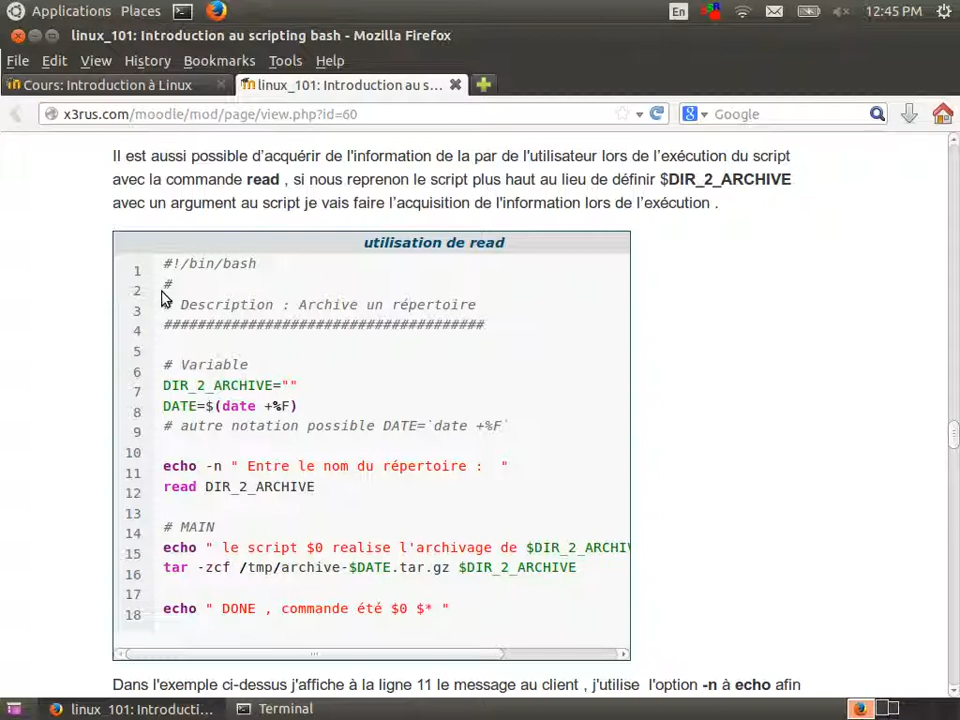 Applications Places En 12:45 PM
linux_101: Introduction au scripting bash - Mozilla Firefox
File Edit View History Bookmarks Tools Help
Cours: Introduction à Linux linux_101: Introduction au s...
x3rus.com/moodle/mod/page/view.php?id=60 Google
Il est aussi possible d'acquérir de l'information de la par de l'utilisateur lors de l'exécution du script
avec la commande read , si nous reprenon le script plus haut au lieu de définir $DIR_2_ARCHIVE
avec un argument au script je vais faire l'acquisition de l'information lors de l'exécution .
utilisation de read
1 #!/bin/bash
2 #
3 # Description : Archive un répertoire
4 ######################################
5
6 # Variable
7 DIR_2_ARCHIVE=""
8 DATE=$(date +%F)
9 # autre notation possible DATE=`date +%F`
10
11 echo -n " Entre le nom du répertoire :  "
12 read DIR_2_ARCHIVE
13
14 # MAIN
15 echo " le script $0 realise l'archivage de $DIR_2_ARCHIV
16 tar -zcf /tmp/archive-$DATE.tar.gz $DIR_2_ARCHIVE
17
18 echo " DONE , commande été $0 $* "
Dans l'exemple ci-dessus j'affiche à la ligne 11 le message au client , j'utilise l'option -n à echo afin
linux_101: Introducti... Terminal